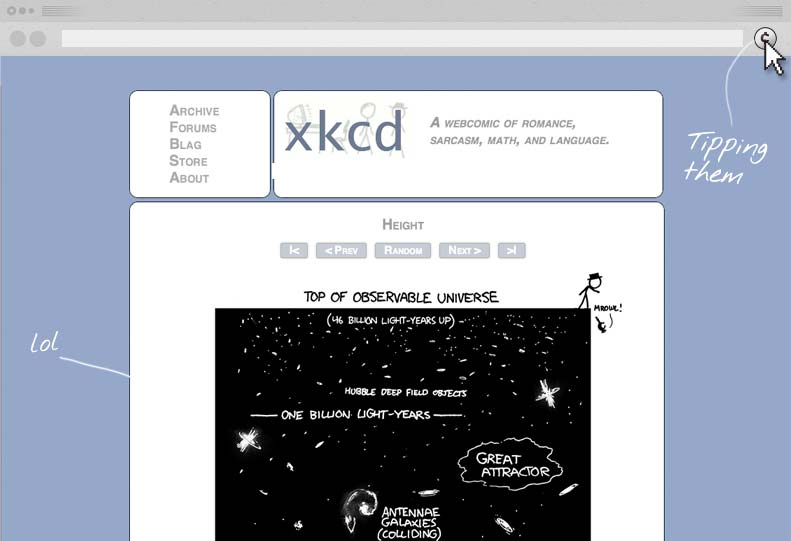 ¢
Tipping
them
Archive
Forums
Blag
Store
About
xkcd
A webcomic of romance,
sarcasm, math, and language.
Height
|<
< Prev
Random
Next >
>|
Top of observable universe
(46 billion light-years up)
Mrowl!
lol
Hubble deep field objects
One billion light-years
Great
Attractor
Antennae
Galaxies
(colliding)